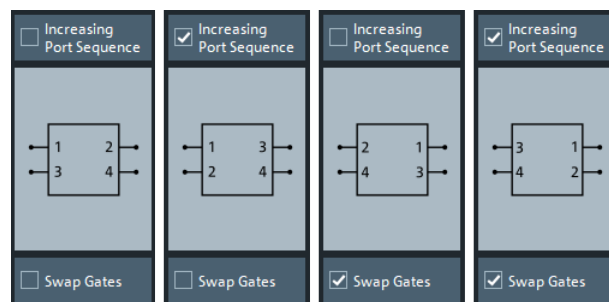 Increasing
Port Sequence
1 2
3 4
Swap Gates
Increasing
Port Sequence
1 3
2 4
Swap Gates
Increasing
Port Sequence
2 1
4 3
Swap Gates
Increasing
Port Sequence
3 1
4 2
Swap Gates